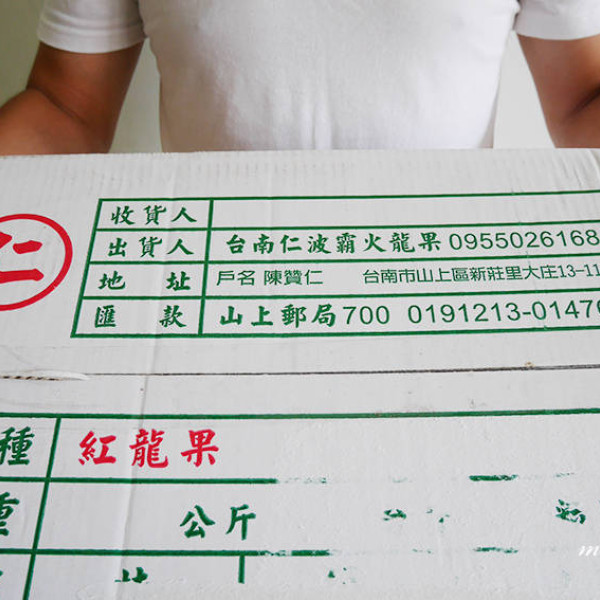 仁
收貨人
出貨人 台南仁波霸火龍果 0955026168
地 址 戶名 陳贊仁 台南市山上區新莊里大庄13-11
匯 款 山上郵局700 0191213-01470
種 紅龍果
重 公斤